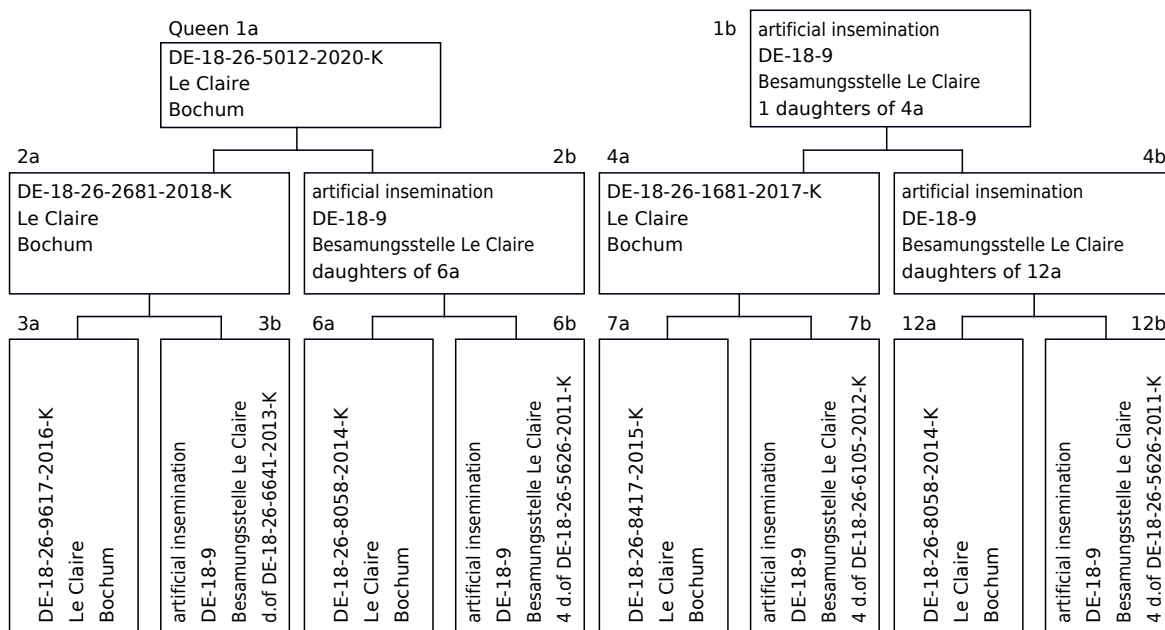 Queen 1a
DE-18-26-5012-2020-K
Le Claire
Bochum
1b
artificial insemination
DE-18-9
Besamungsstelle Le Claire
1 daughters of 4a
2a
DE-18-26-2681-2018-K
Le Claire
Bochum
2b
artificial insemination
DE-18-9
Besamungsstelle Le Claire
daughters of 6a
4a
DE-18-26-1681-2017-K
Le Claire
Bochum
4b
artificial insemination
DE-18-9
Besamungsstelle Le Claire
daughters of 12a
3a
DE-18-26-9617-2016-K
Le Claire
Bochum
3b
artificial insemination
DE-18-9
Besamungsstelle Le Claire
d.of DE-18-26-6641-2013-K
6a
DE-18-26-8058-2014-K
Le Claire
Bochum
6b
artificial insemination
DE-18-9
Besamungsstelle Le Claire
4 d.of DE-18-26-5626-2011-K
7a
DE-18-26-8417-2015-K
Le Claire
Bochum
7b
artificial insemination
DE-18-9
Besamungsstelle Le Claire
4 d.of DE-18-26-6105-2012-K
12a
DE-18-26-8058-2014-K
Le Claire
Bochum
12b
artificial insemination
DE-18-9
Besamungsstelle Le Claire
4 d.of DE-18-26-5626-2011-K